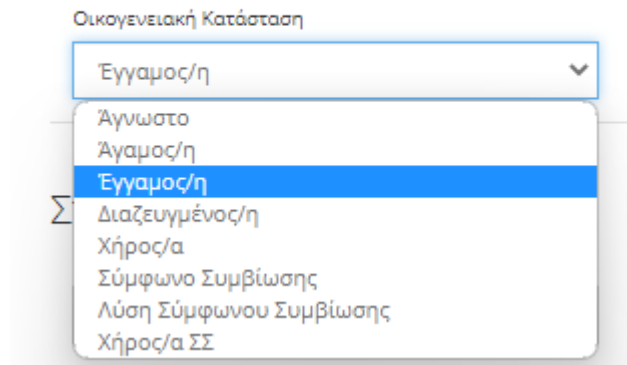 Οικογενειακή Κατάσταση
Έγγαμος/η
Άγνωστο
Άγαμος/η
Έγγαμος/η
Διαζευγμένος/η
Χήρος/α
Σύμφωνο Συμβίωσης
Λύση Σύμφωνου Συμβίωσης
Χήρος/α ΣΣ